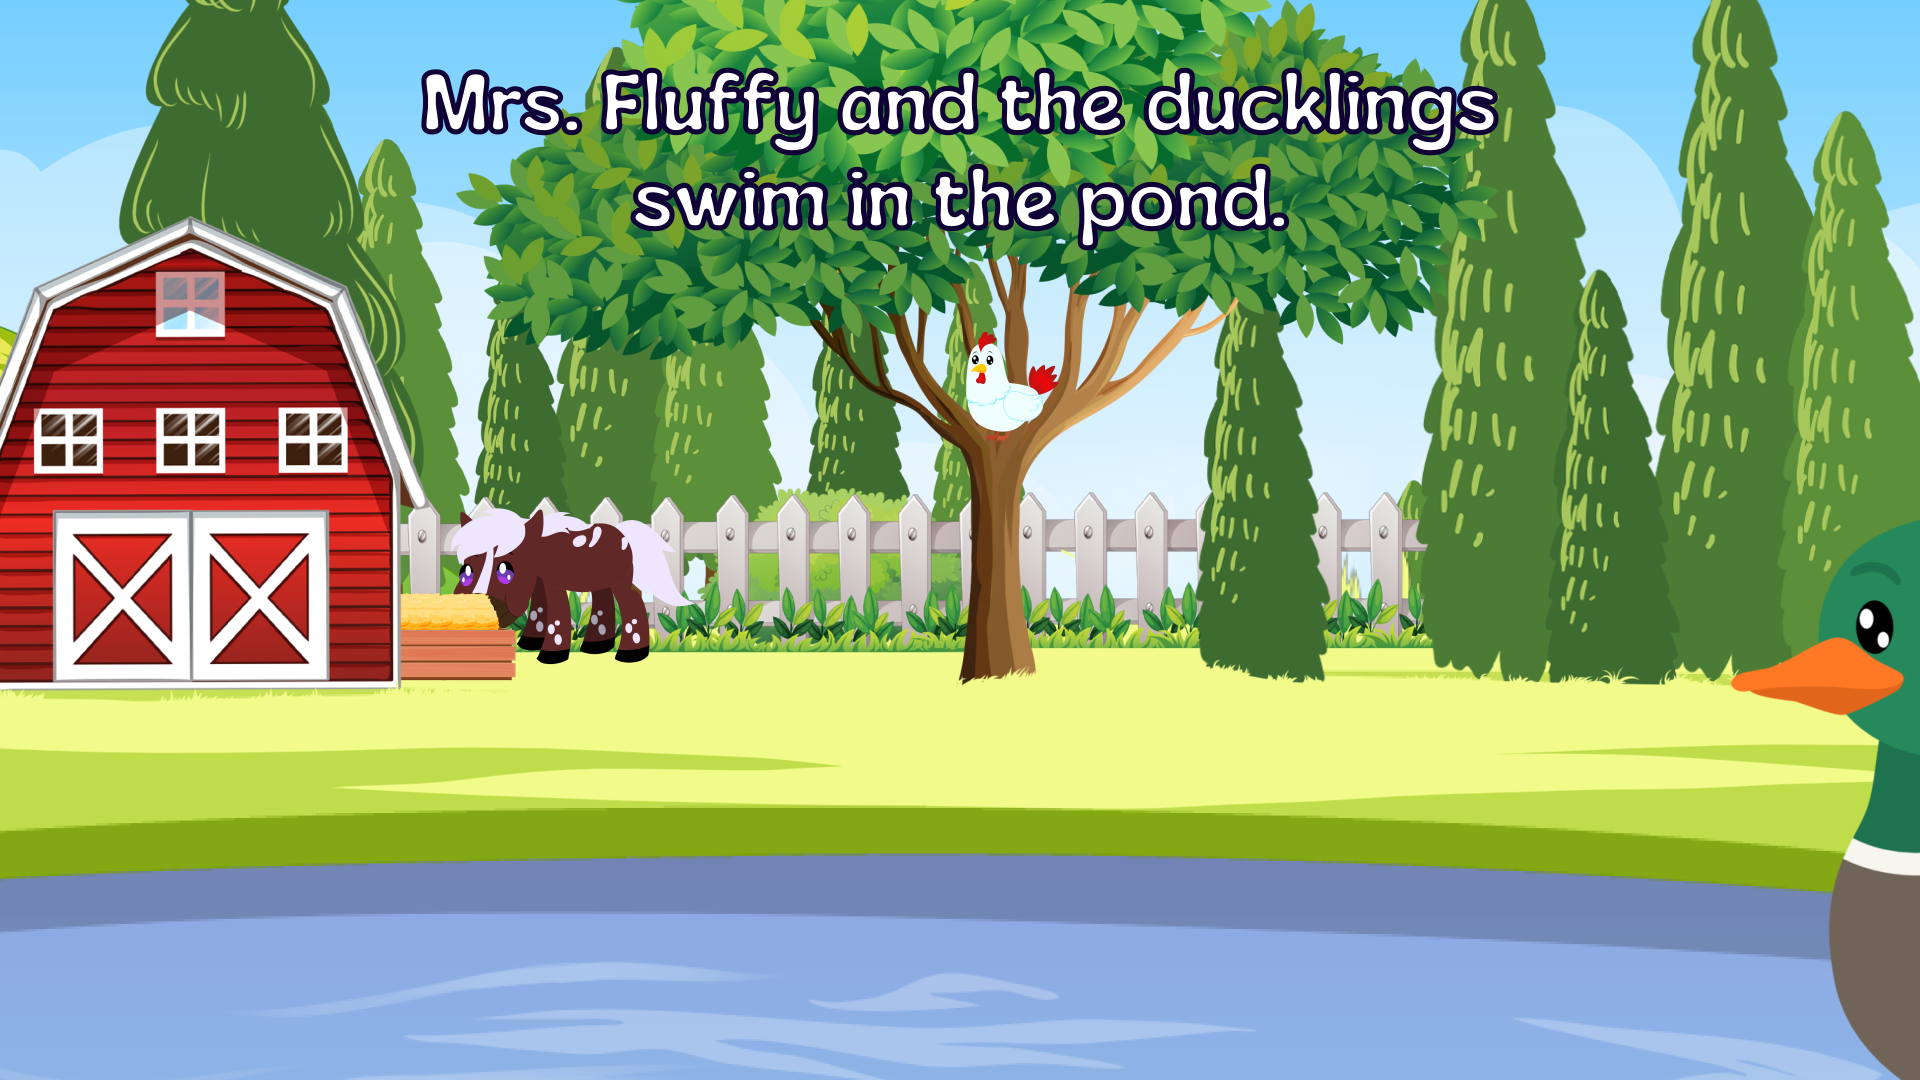 Mrs. Fluffy and the ducklings
swim in the pond.